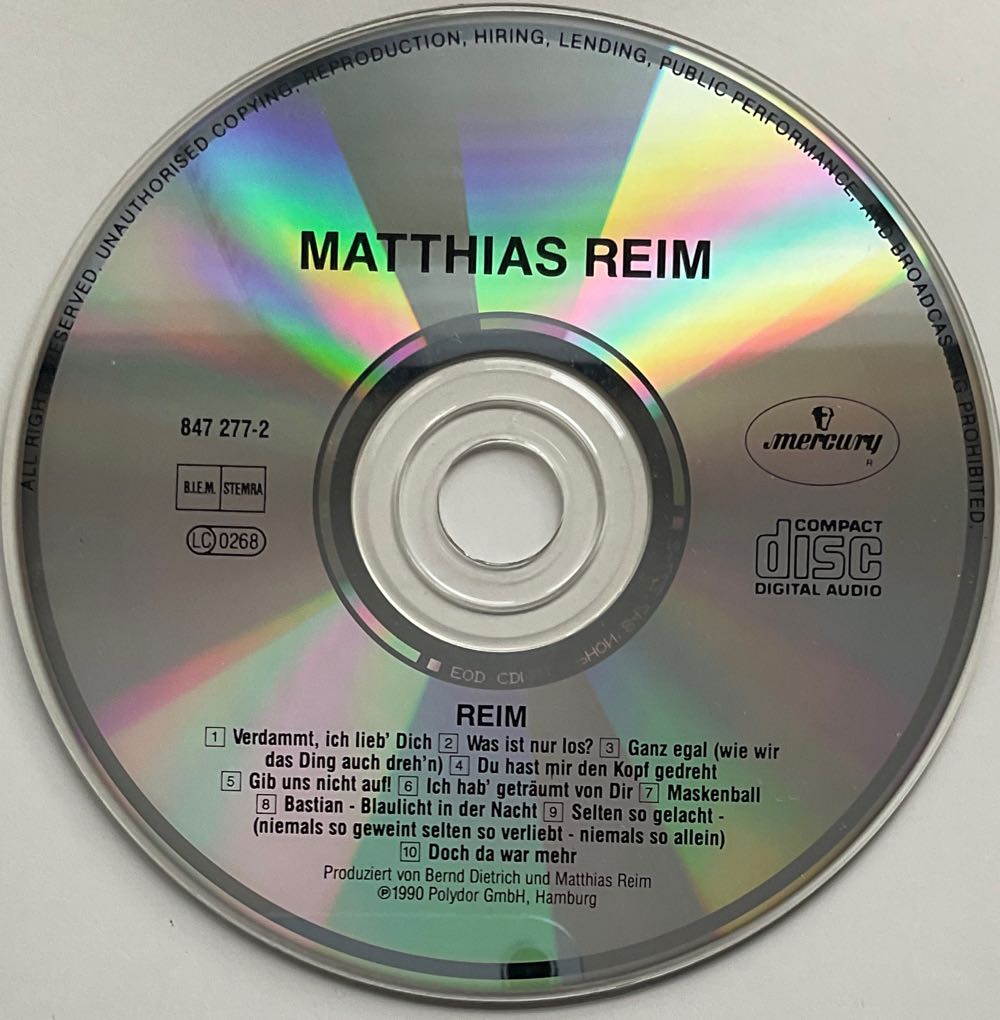 ALL RIGHTS RESERVED. UNAUTHORISED COPYING, REPRODUCTION, HIRING, LENDING, PUBLIC PERFORMANCE, AND BROADCASTING PROHIBITED.
MATTHIAS REIM
847 277-2
B.I.E.M. STEMRA
LC 0268
mercury
R
COMPACT
disc
DIGITAL AUDIO
EOD CD
REIM
1 Verdammt, ich lieb' Dich 2 Was ist nur los? 3 Ganz egal (wie wir
das Ding auch dreh'n) 4 Du hast mir den Kopf gedreht
5 Gib uns nicht auf! 6 Ich hab' geträumt von Dir 7 Maskenball
8 Bastian - Blaulicht in der Nacht 9 Selten so gelacht -
(niemals so geweint selten so verliebt - niemals so allein)
10 Doch da war mehr
Produziert von Bernd Dietrich und Matthias Reim
℗1990 Polydor GmbH, Hamburg